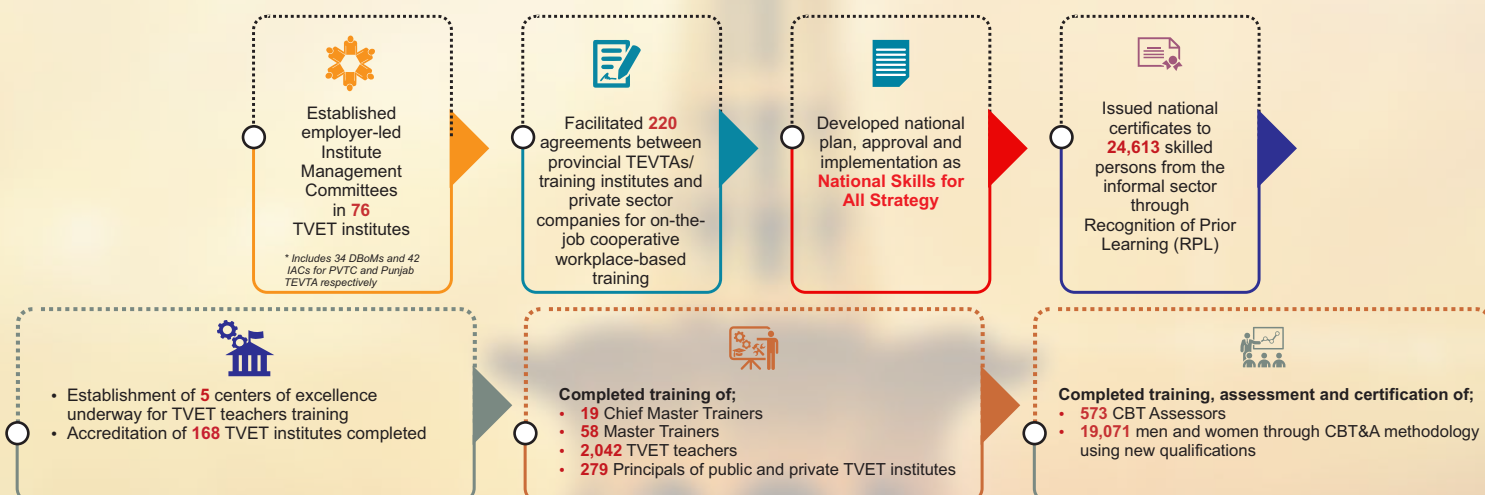 Established
employer-led
Institute
Management
Committees
in 76
TVET institutes
* Includes 34 DBoMs and 42
IACs for PVTC and Punjab
TEVTA respectively
Facilitated 220
agreements between
provincial TEVTAs/
training institutes and
private sector
companies for on-the-
job cooperative
workplace-based
training
Developed national
plan, approval and
implementation as
National Skills for
All Strategy
Issued national
certificates to
24,613 skilled
persons from the
informal sector
through
Recognition of Prior
Learning (RPL)
• Establishment of 5 centers of excellence
underway for TVET teachers training
• Accreditation of 168 TVET institutes completed
Completed training of;
• 19 Chief Master Trainers
• 58 Master Trainers
• 2,042 TVET teachers
• 279 Principals of public and private TVET institutes
Completed training, assessment and certification of;
• 573 CBT Assessors
• 19,071 men and women through CBT&A methodology
using new qualifications